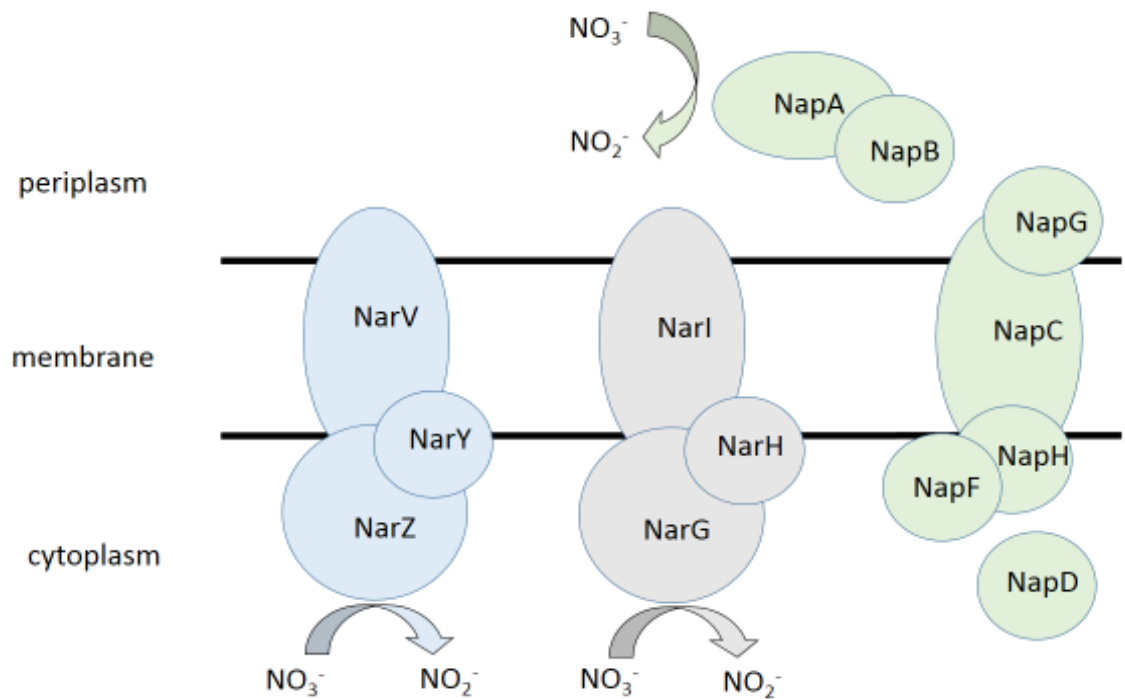 NO₃⁻
NapA
NO₂⁻
NapB
periplasm
NapG
NarV
NarI
NapC
membrane
NarY
NarH
NapH
NapF
NarZ
NarG
cytoplasm
NapD
NO₃⁻ NO₂⁻ NO₃⁻ NO₂⁻